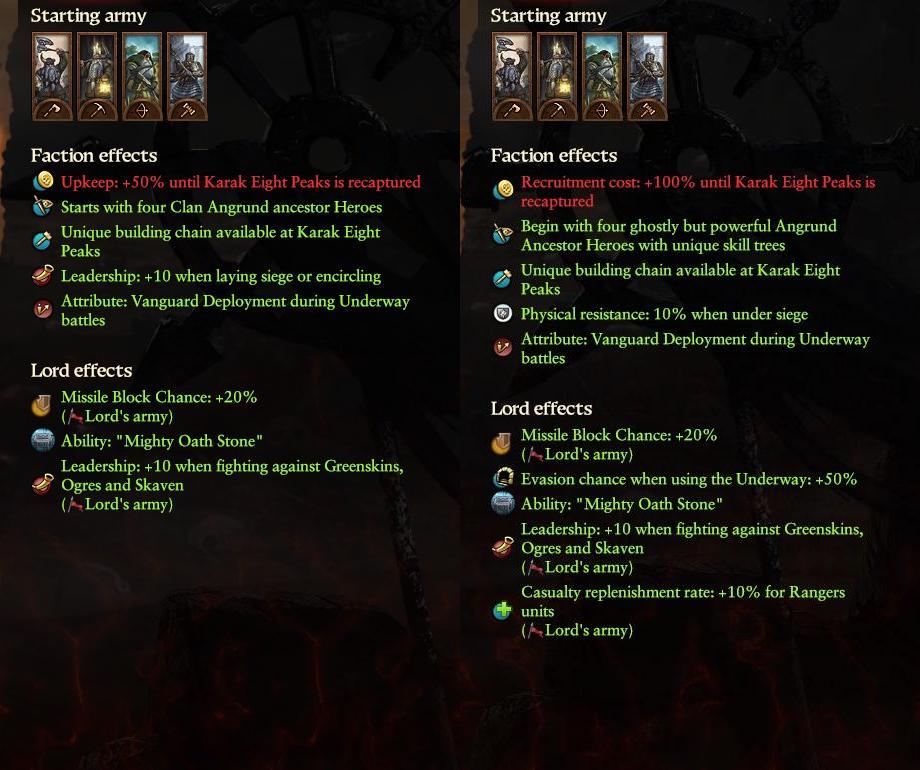 Starting army
Faction effects
Upkeep: +50% until Karak Eight Peaks is recaptured
Starts with four Clan Angrund ancestor Heroes
Unique building chain available at Karak Eight
Peaks
Leadership: +10 when laying siege or encircling
Attribute: Vanguard Deployment during Underway
battles
Lord effects
Missile Block Chance: +20%
(Lord's army)
Ability: "Mighty Oath Stone"
Leadership: +10 when fighting against Greenskins,
Ogres and Skaven
(Lord's army)
Starting army
Faction effects
Recruitment cost: +100% until Karak Eight Peaks is
recaptured
Begin with four ghostly but powerful Angrund
Ancestor Heroes with unique skill trees
Unique building chain available at Karak Eight
Peaks
Physical resistance: 10% when under siege
Attribute: Vanguard Deployment during Underway
battles
Lord effects
Missile Block Chance: +20%
(Lord's army)
Evasion chance when using the Underway: +50%
Ability: "Mighty Oath Stone"
Leadership: +10 when fighting against Greenskins,
Ogres and Skaven
(Lord's army)
Casualty replenishment rate: +10% for Rangers
units
(Lord's army)